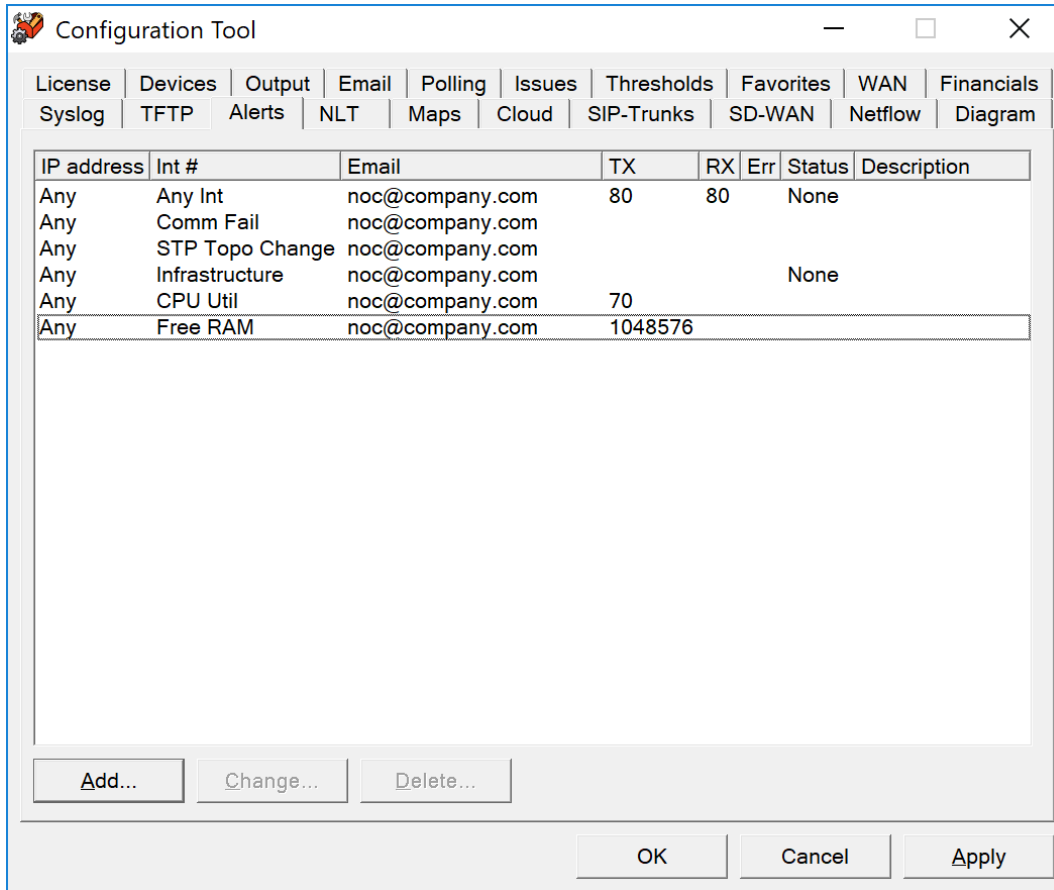 Configuration Tool
License Devices Output Email Polling Issues Thresholds Favorites WAN Financials
Syslog TFTP Alerts NLT Maps Cloud SIP-Trunks SD-WAN Netflow Diagram
IP address Int # Email TX RX Err Status Description
Any Any Int noc@company.com 80 80 None
Any Comm Fail noc@company.com
Any STP Topo Change noc@company.com
Any Infrastructure noc@company.com None
Any CPU Util noc@company.com 70
Any Free RAM noc@company.com 1048576
Add... Change... Delete...
OK Cancel Apply